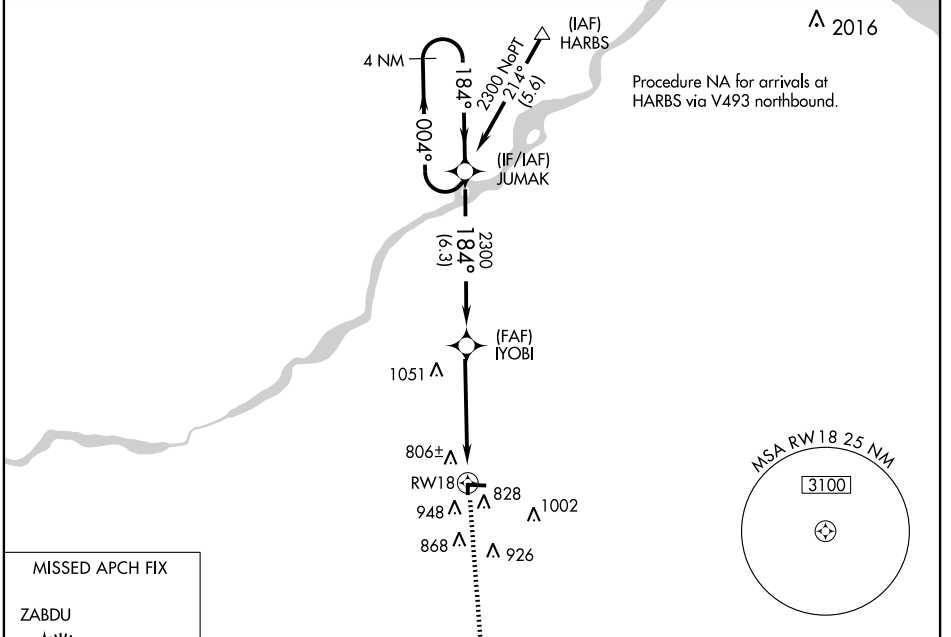 (IAF)
HARBS
2016
4 NM
184°
004°
2300 NoPT
214°
(5.6)
Procedure NA for arrivals at
HARBS via V493 northbound.
(IF/IAF)
JUMAK
2300
184°
(6.3)
(FAF)
IYOBI
1051
806±
RW18
828
948
1002
868
926
MSA RW18 25 NM
3100
MISSED APCH FIX
ZABDU